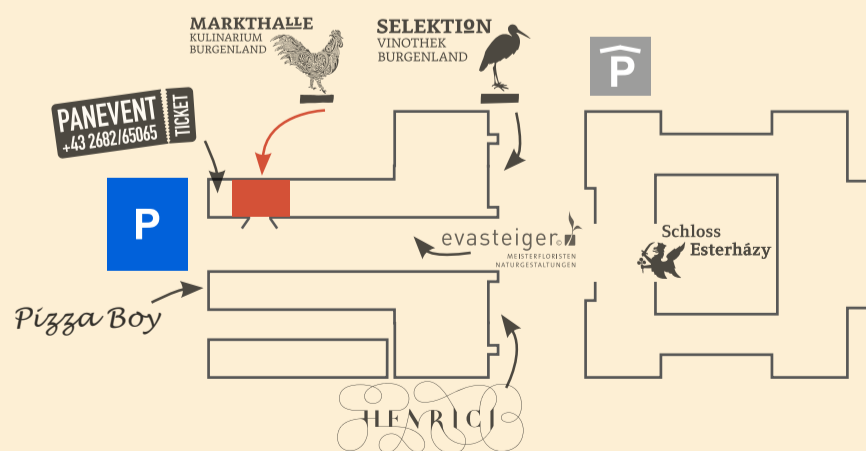 MARKTHALLE
KULINARIUM
BURGENLAND
SELEKTION
VINOTHEK
BURGENLAND
P
PANEVENT
+43 2682/65065
TICKET
P
evasteiger©
MEISTERFLORISTEN
NATURGESTALTUNGEN
Schloss
Esterházy
Pizza Boy
HENRICI